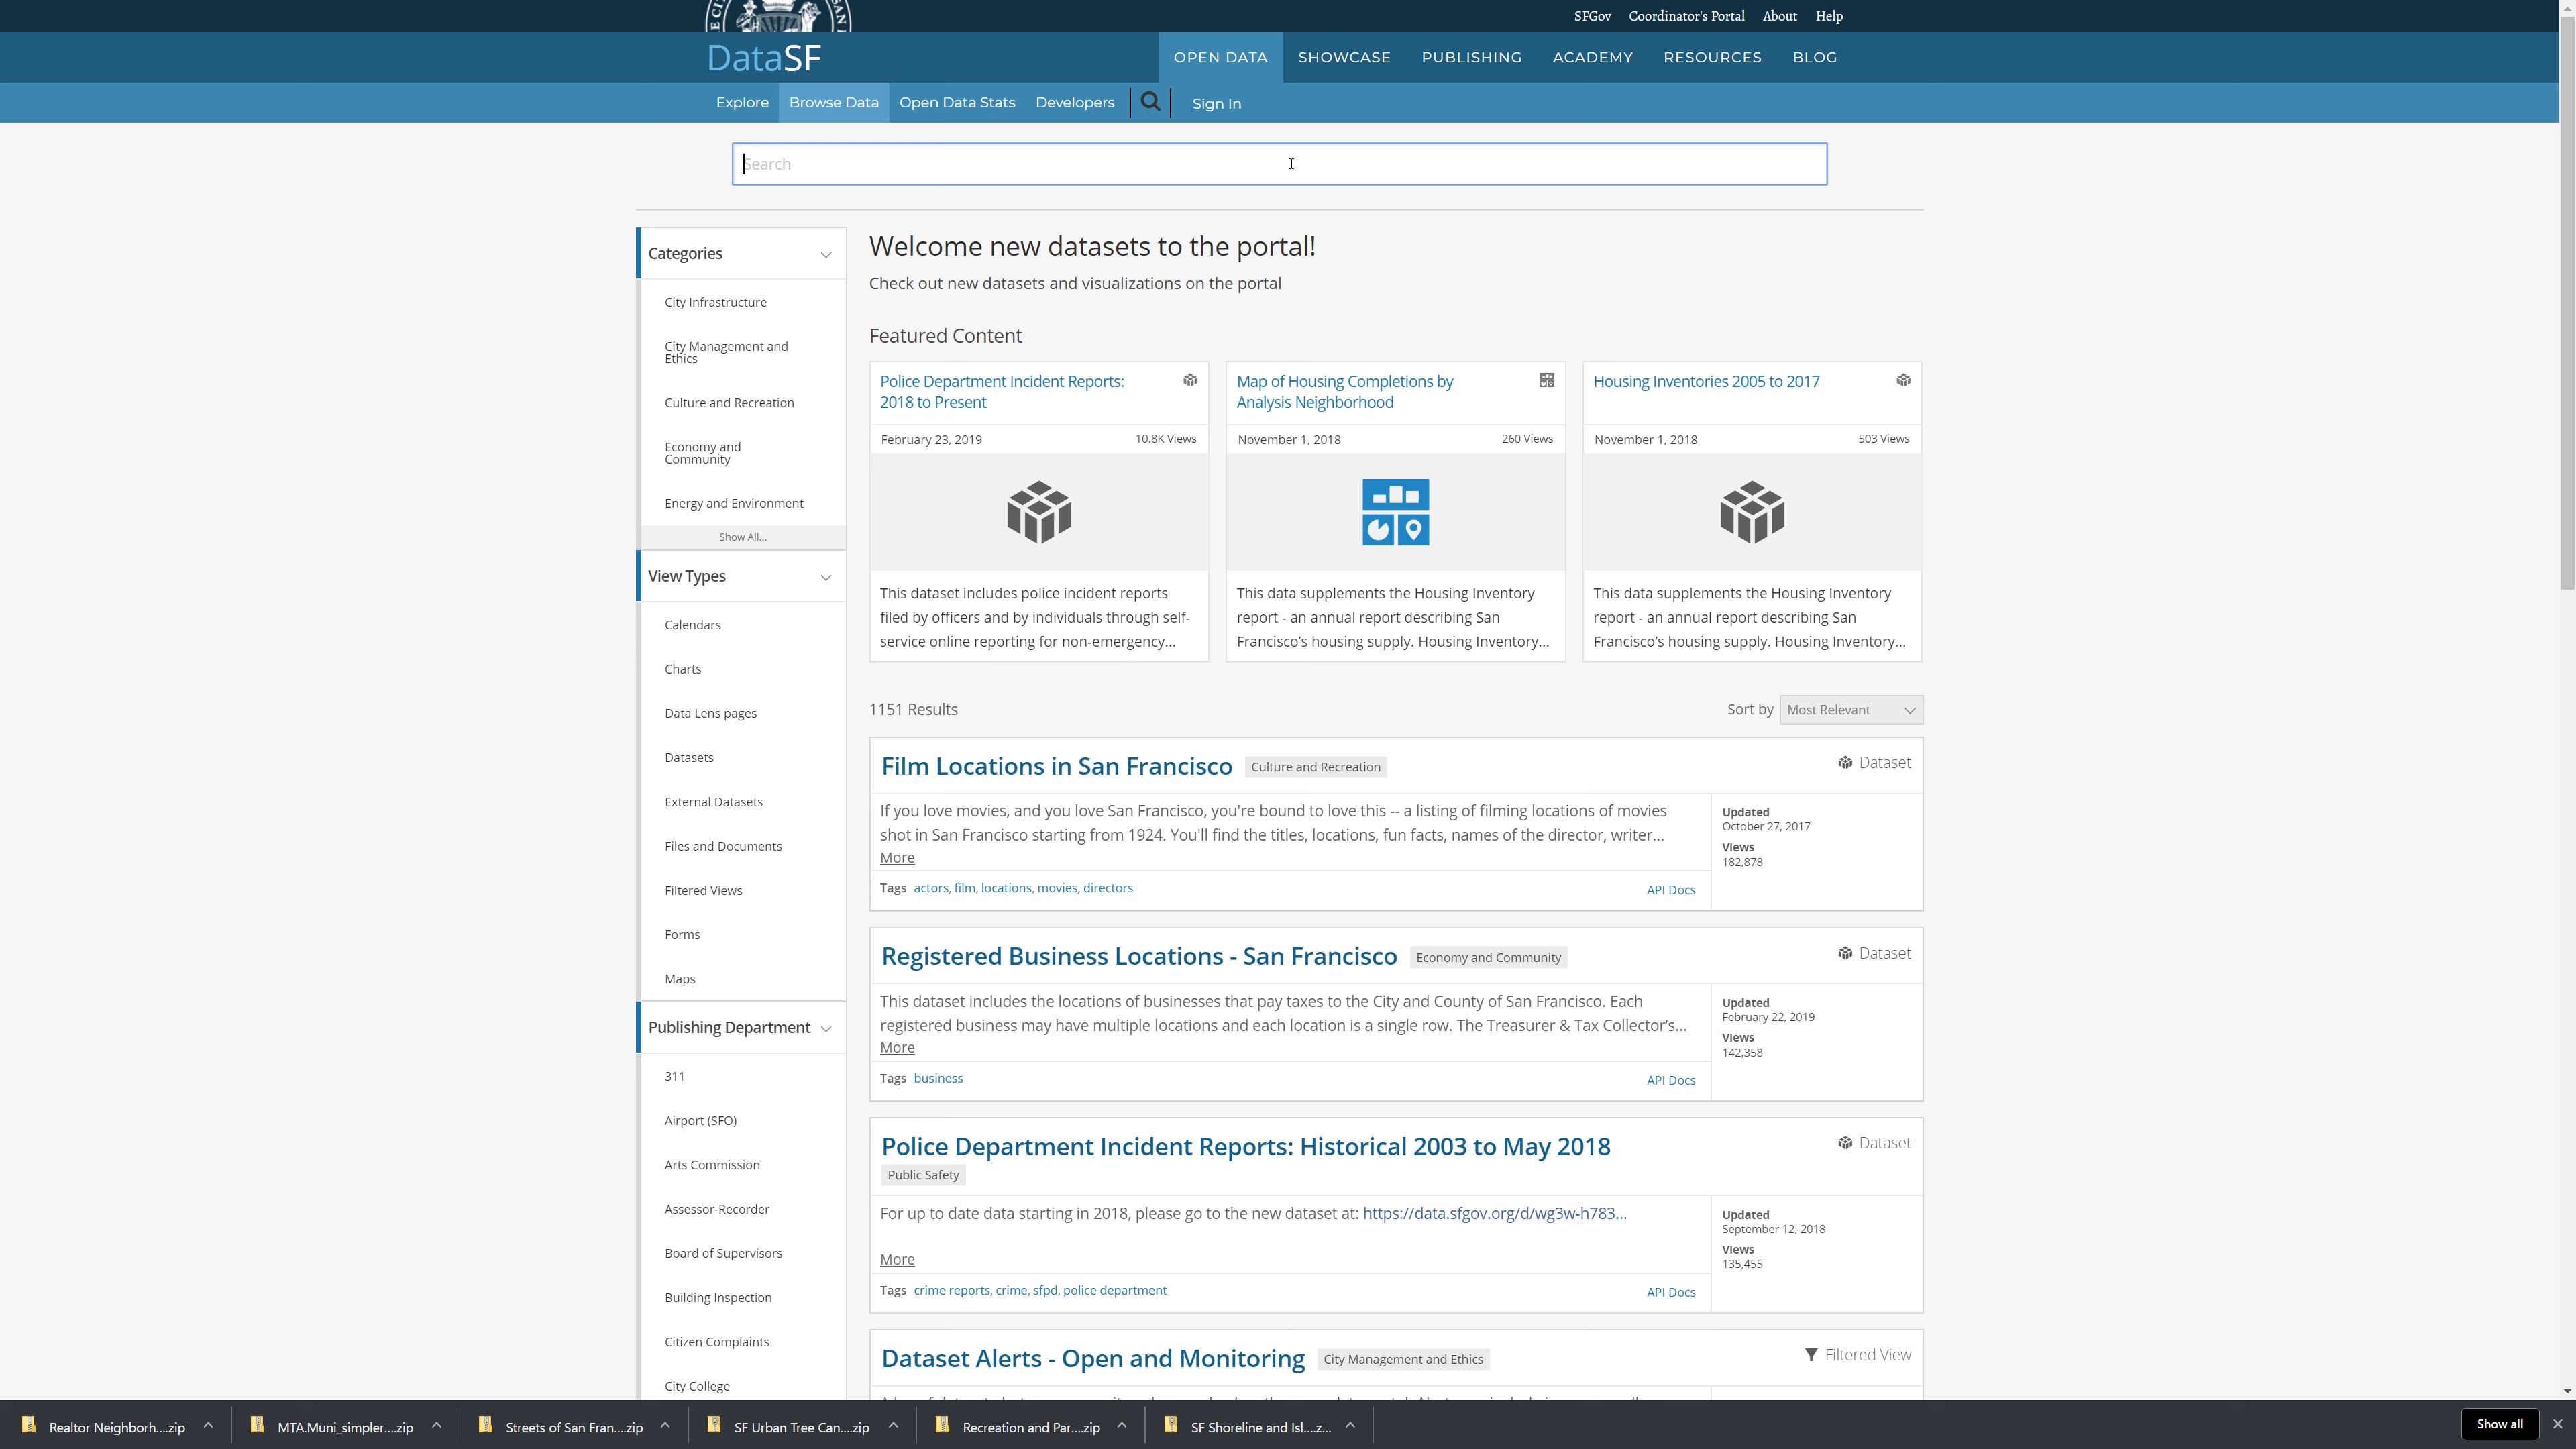 SFGov Coordinator's Portal About Help
DataSF
OPEN DATA SHOWCASE PUBLISHING ACADEMY RESOURCES BLOG
Explore Browse Data Open Data Stats Developers Sign In
Search
Categories
City Infrastructure
City Management and
Ethics
Culture and Recreation
Economy and
Community
Energy and Environment
Show All...
View Types
Calendars
Charts
Data Lens pages
Datasets
External Datasets
Files and Documents
Filtered Views
Forms
Maps
Publishing Department
311
Airport (SFO)
Arts Commission
Assessor-Recorder
Board of Supervisors
Building Inspection
Citizen Complaints
City College
Welcome new datasets to the portal!
Check out new datasets and visualizations on the portal
Featured Content
Police Department Incident Reports:
2018 to Present
February 23, 2019 10.8K Views
This dataset includes police incident reports
filed by officers and by individuals through self-
service online reporting for non-emergency...
Map of Housing Completions by
Analysis Neighborhood
November 1, 2018 260 Views
This data supplements the Housing Inventory
report - an annual report describing San
Francisco's housing supply. Housing Inventory...
Housing Inventories 2005 to 2017
November 1, 2018 503 Views
This data supplements the Housing Inventory
report - an annual report describing San
Francisco's housing supply. Housing Inventory...
1151 Results
Sort by Most Relevant
Film Locations in San Francisco Culture and Recreation Dataset
If you love movies, and you love San Francisco, you're bound to love this -- a listing of filming locations of movies
shot in San Francisco starting from 1924. You'll find the titles, locations, fun facts, names of the director, writer...
More
Tags actors, film, locations, movies, directors API Docs
Updated
October 27, 2017
Views
182,878
Registered Business Locations - San Francisco Economy and Community Dataset
This dataset includes the locations of businesses that pay taxes to the City and County of San Francisco. Each
registered business may have multiple locations and each location is a single row. The Treasurer & Tax Collector's...
More
Tags business API Docs
Updated
February 22, 2019
Views
142,358
Police Department Incident Reports: Historical 2003 to May 2018 Dataset
Public Safety
For up to date data starting in 2018, please go to the new dataset at: https://data.sfgov.org/d/wg3w-h783...
More
Tags crime reports, crime, sfpd, police department API Docs
Updated
September 12, 2018
Views
135,455
Dataset Alerts - Open and Monitoring City Management and Ethics Filtered View
Realtor Neighborh....zip MTA.Muni_simpler....zip Streets of San Fran....zip SF Urban Tree Can....zip Recreation and Par....zip SF Shoreline and Isl....z... Show all